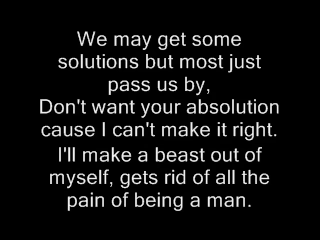 We may get some
solutions but most just
pass us by,
Don't want your absolution
cause I can't make it right.
I'll make a beast out of
myself, gets rid of all the
pain of being a man.